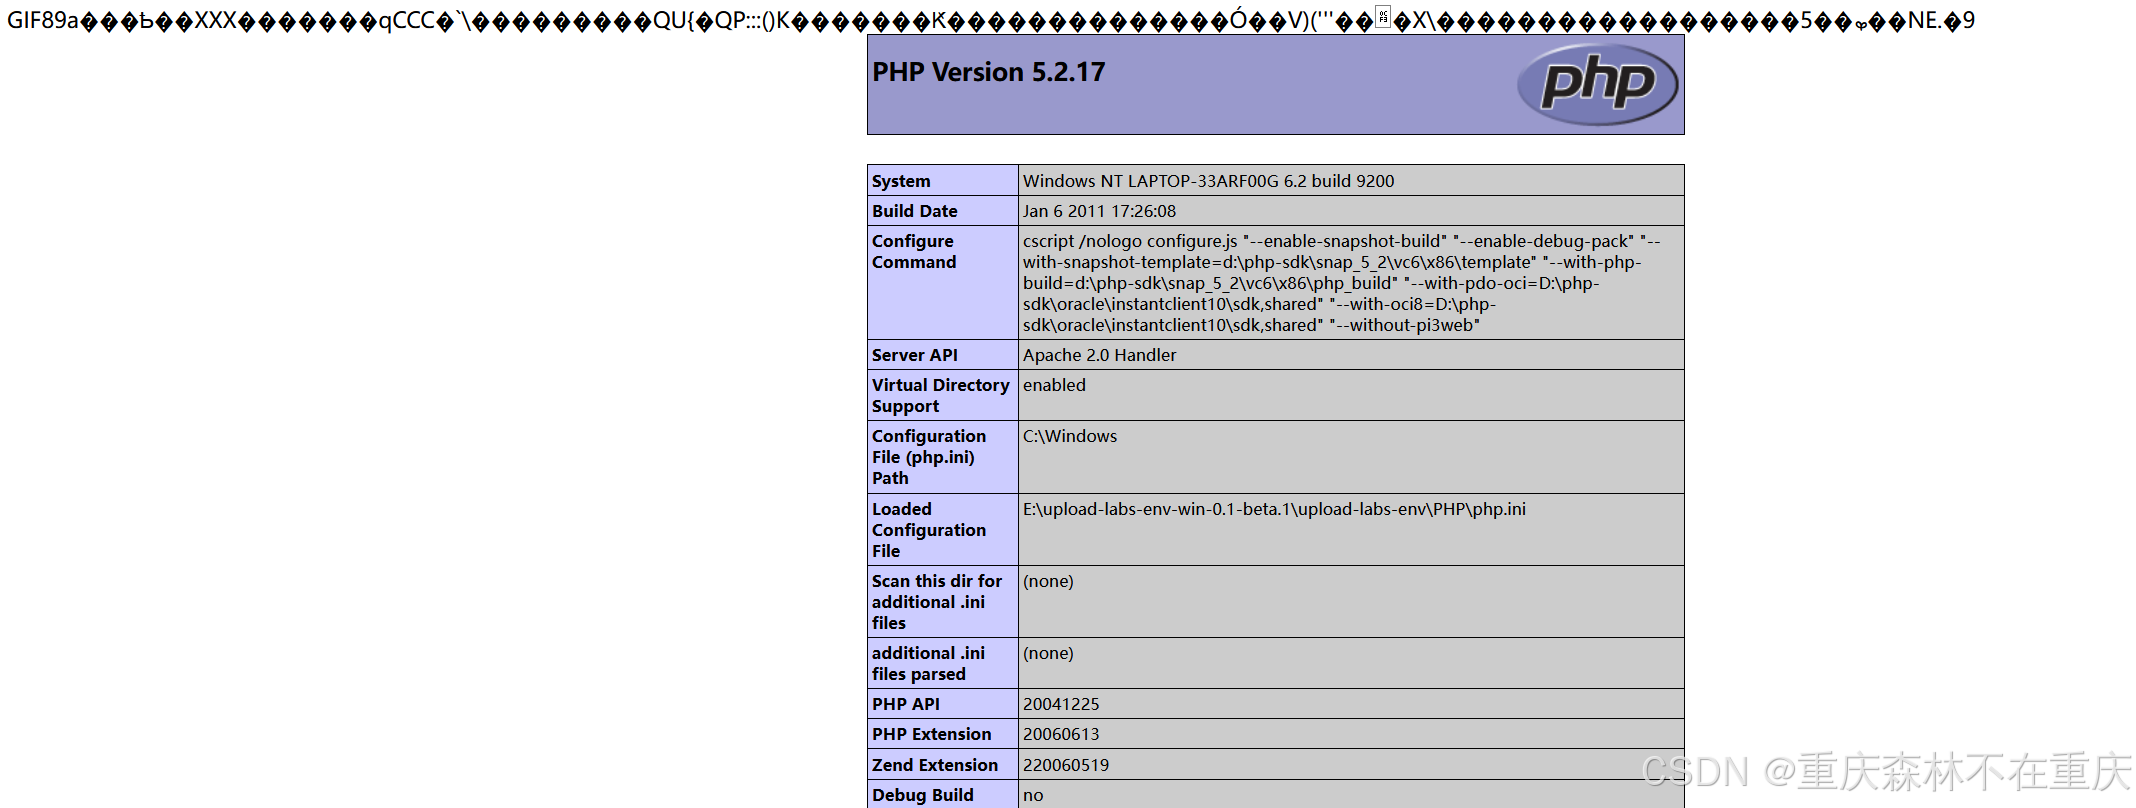 GIF89a���Ѣ��XXX�������qCCC�`\���������QU{�QP:::()К�������Ҟ��������������Ó��V)('''���X\������������������5��ȹ��NE.�9
PHP Version 5.2.17
php
System Windows NT LAPTOP-33ARF00G 6.2 build 9200
Build Date Jan 6 2011 17:26:08
Configure cscript /nologo configure.js "--enable-snapshot-build" "--enable-debug-pack" "--
Command with-snapshot-template=d:\php-sdk\snap_5_2\vc6\x86\template" "--with-php-
build=d:\php-sdk\snap_5_2\vc6\x86\php_build" "--with-pdo-oci=D:\php-
sdk\oracle\instantclient10\sdk,shared" "--with-oci8=D:\php-
sdk\oracle\instantclient10\sdk,shared" "--without-pi3web"
Server API Apache 2.0 Handler
Virtual Directory enabled
Support
Configuration C:\Windows
File (php.ini)
Path
Loaded E:\upload-labs-env-win-0.1-beta.1\upload-labs-env\PHP\php.ini
Configuration
File
Scan this dir for (none)
additional .ini
files
additional .ini (none)
files parsed
PHP API 20041225
PHP Extension 20060613
Zend Extension 220060519
Debug Build no
CSDN @重庆森林不在重庆